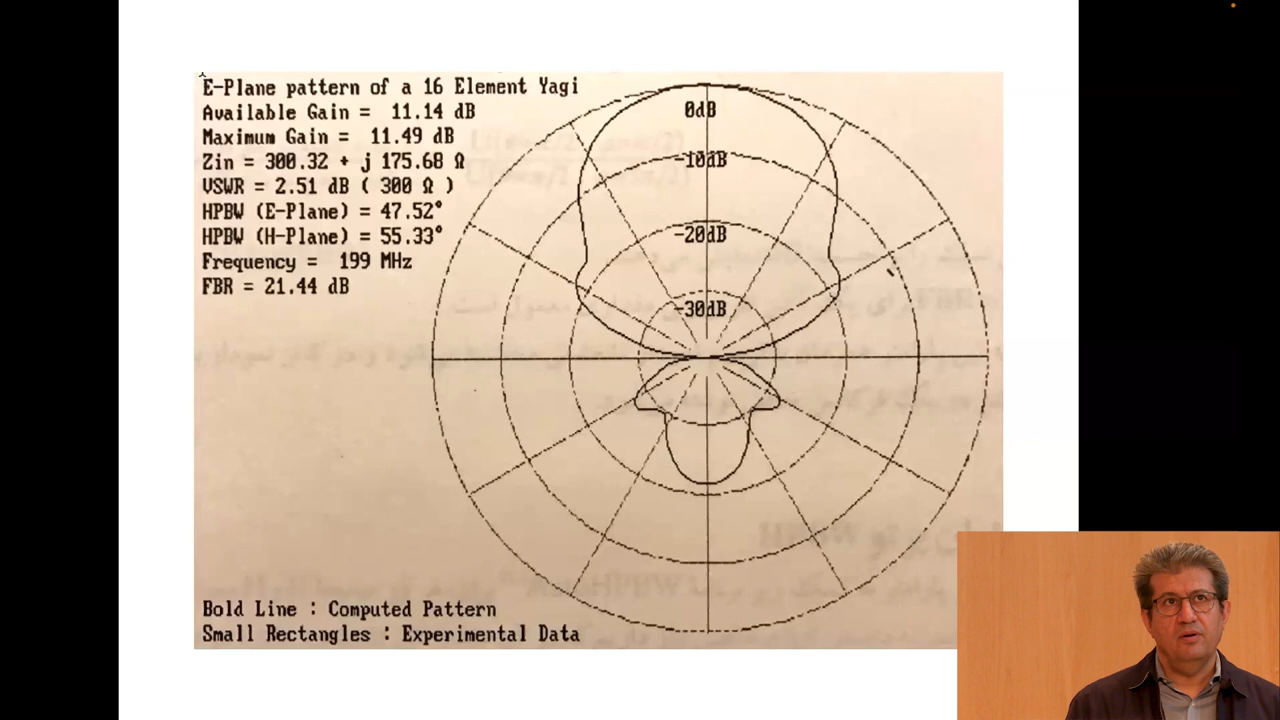 E-Plane pattern of a 16 Element Yagi
Available Gain = 11.14 dB
Maximum Gain = 11.49 dB
Zin = 300.32 + j 175.68 Ω
VSWR = 2.51 dB ( 300 Ω )
HPBW (E-Plane) = 47.52°
HPBW (H-Plane) = 55.33°
Frequency = 199 MHz
FBR = 21.44 dB
0dB
-10dB
-20dB
-30dB
Bold Line : Computed Pattern
Small Rectangles : Experimental Data